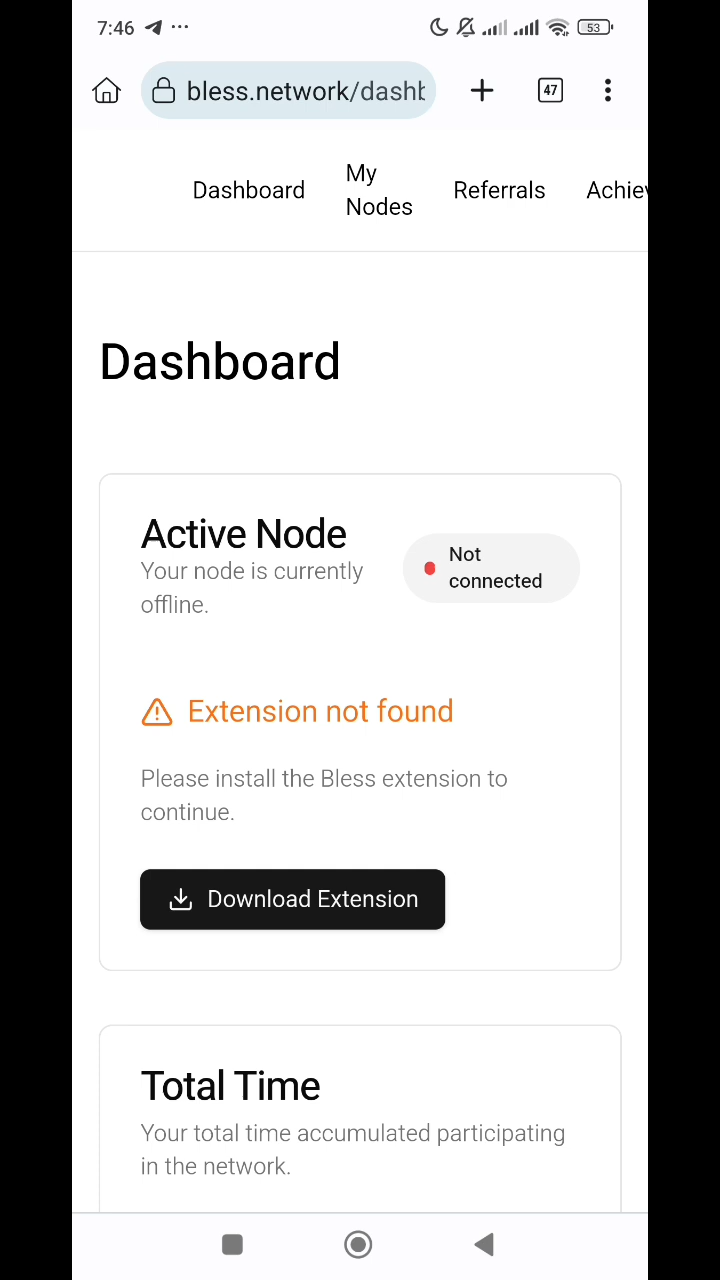 7:46
53
bless.network/dashb
47
Dashboard
My
Nodes
Referrals
Achiev
Dashboard
Active Node
Your node is currently
offline.
Not
connected
Extension not found
Please install the Bless extension to
continue.
Download Extension
Total Time
Your total time accumulated participating
in the network.